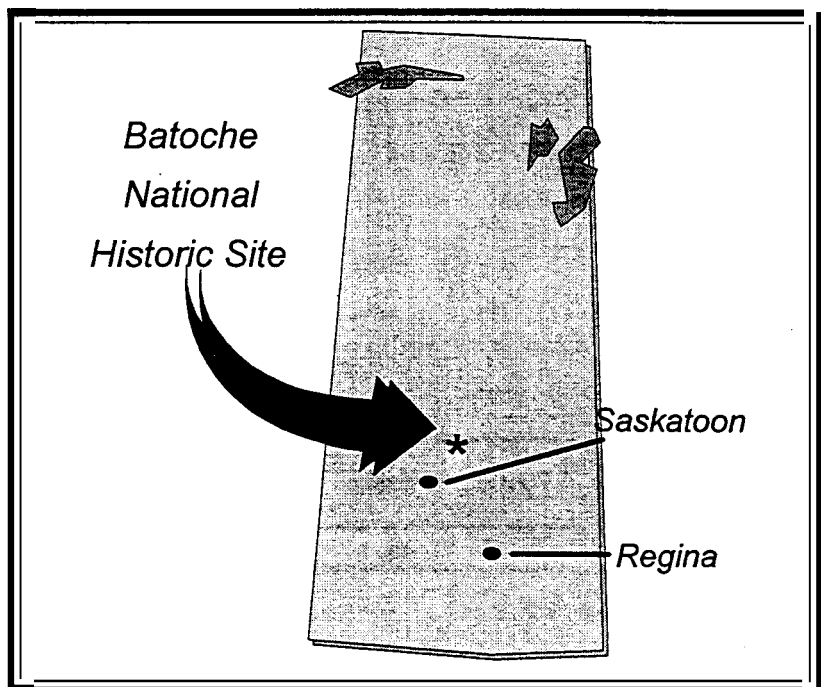 Batoche
National
Historic Site
*
Saskatoon
Regina